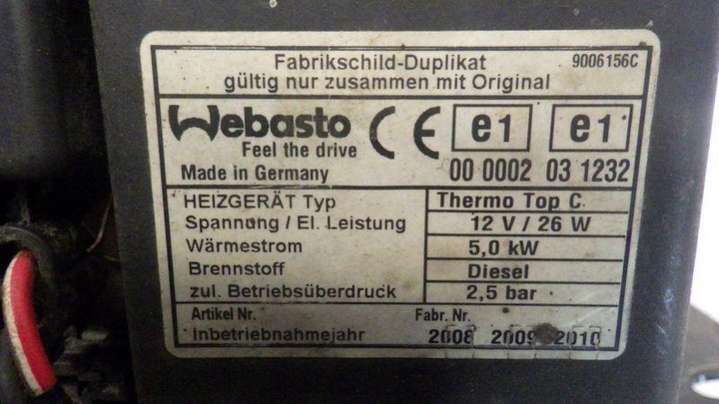 Fabrikschild-Duplikat 9006156C
gültig nur zusammen mit Original
Webasto CE e1 e1
Feel the drive
Made in Germany 00 0002 03 1232
HEIZGERÄT Typ Thermo Top C
Spannung / El. Leistung 12 V / 26 W
Wärmestrom 5,0 kW
Brennstoff Diesel
zul. Betriebsüberdruck 2,5 bar
Artikel Nr. Fabr. Nr.
Inbetriebnahmejahr 2008 2009 2010